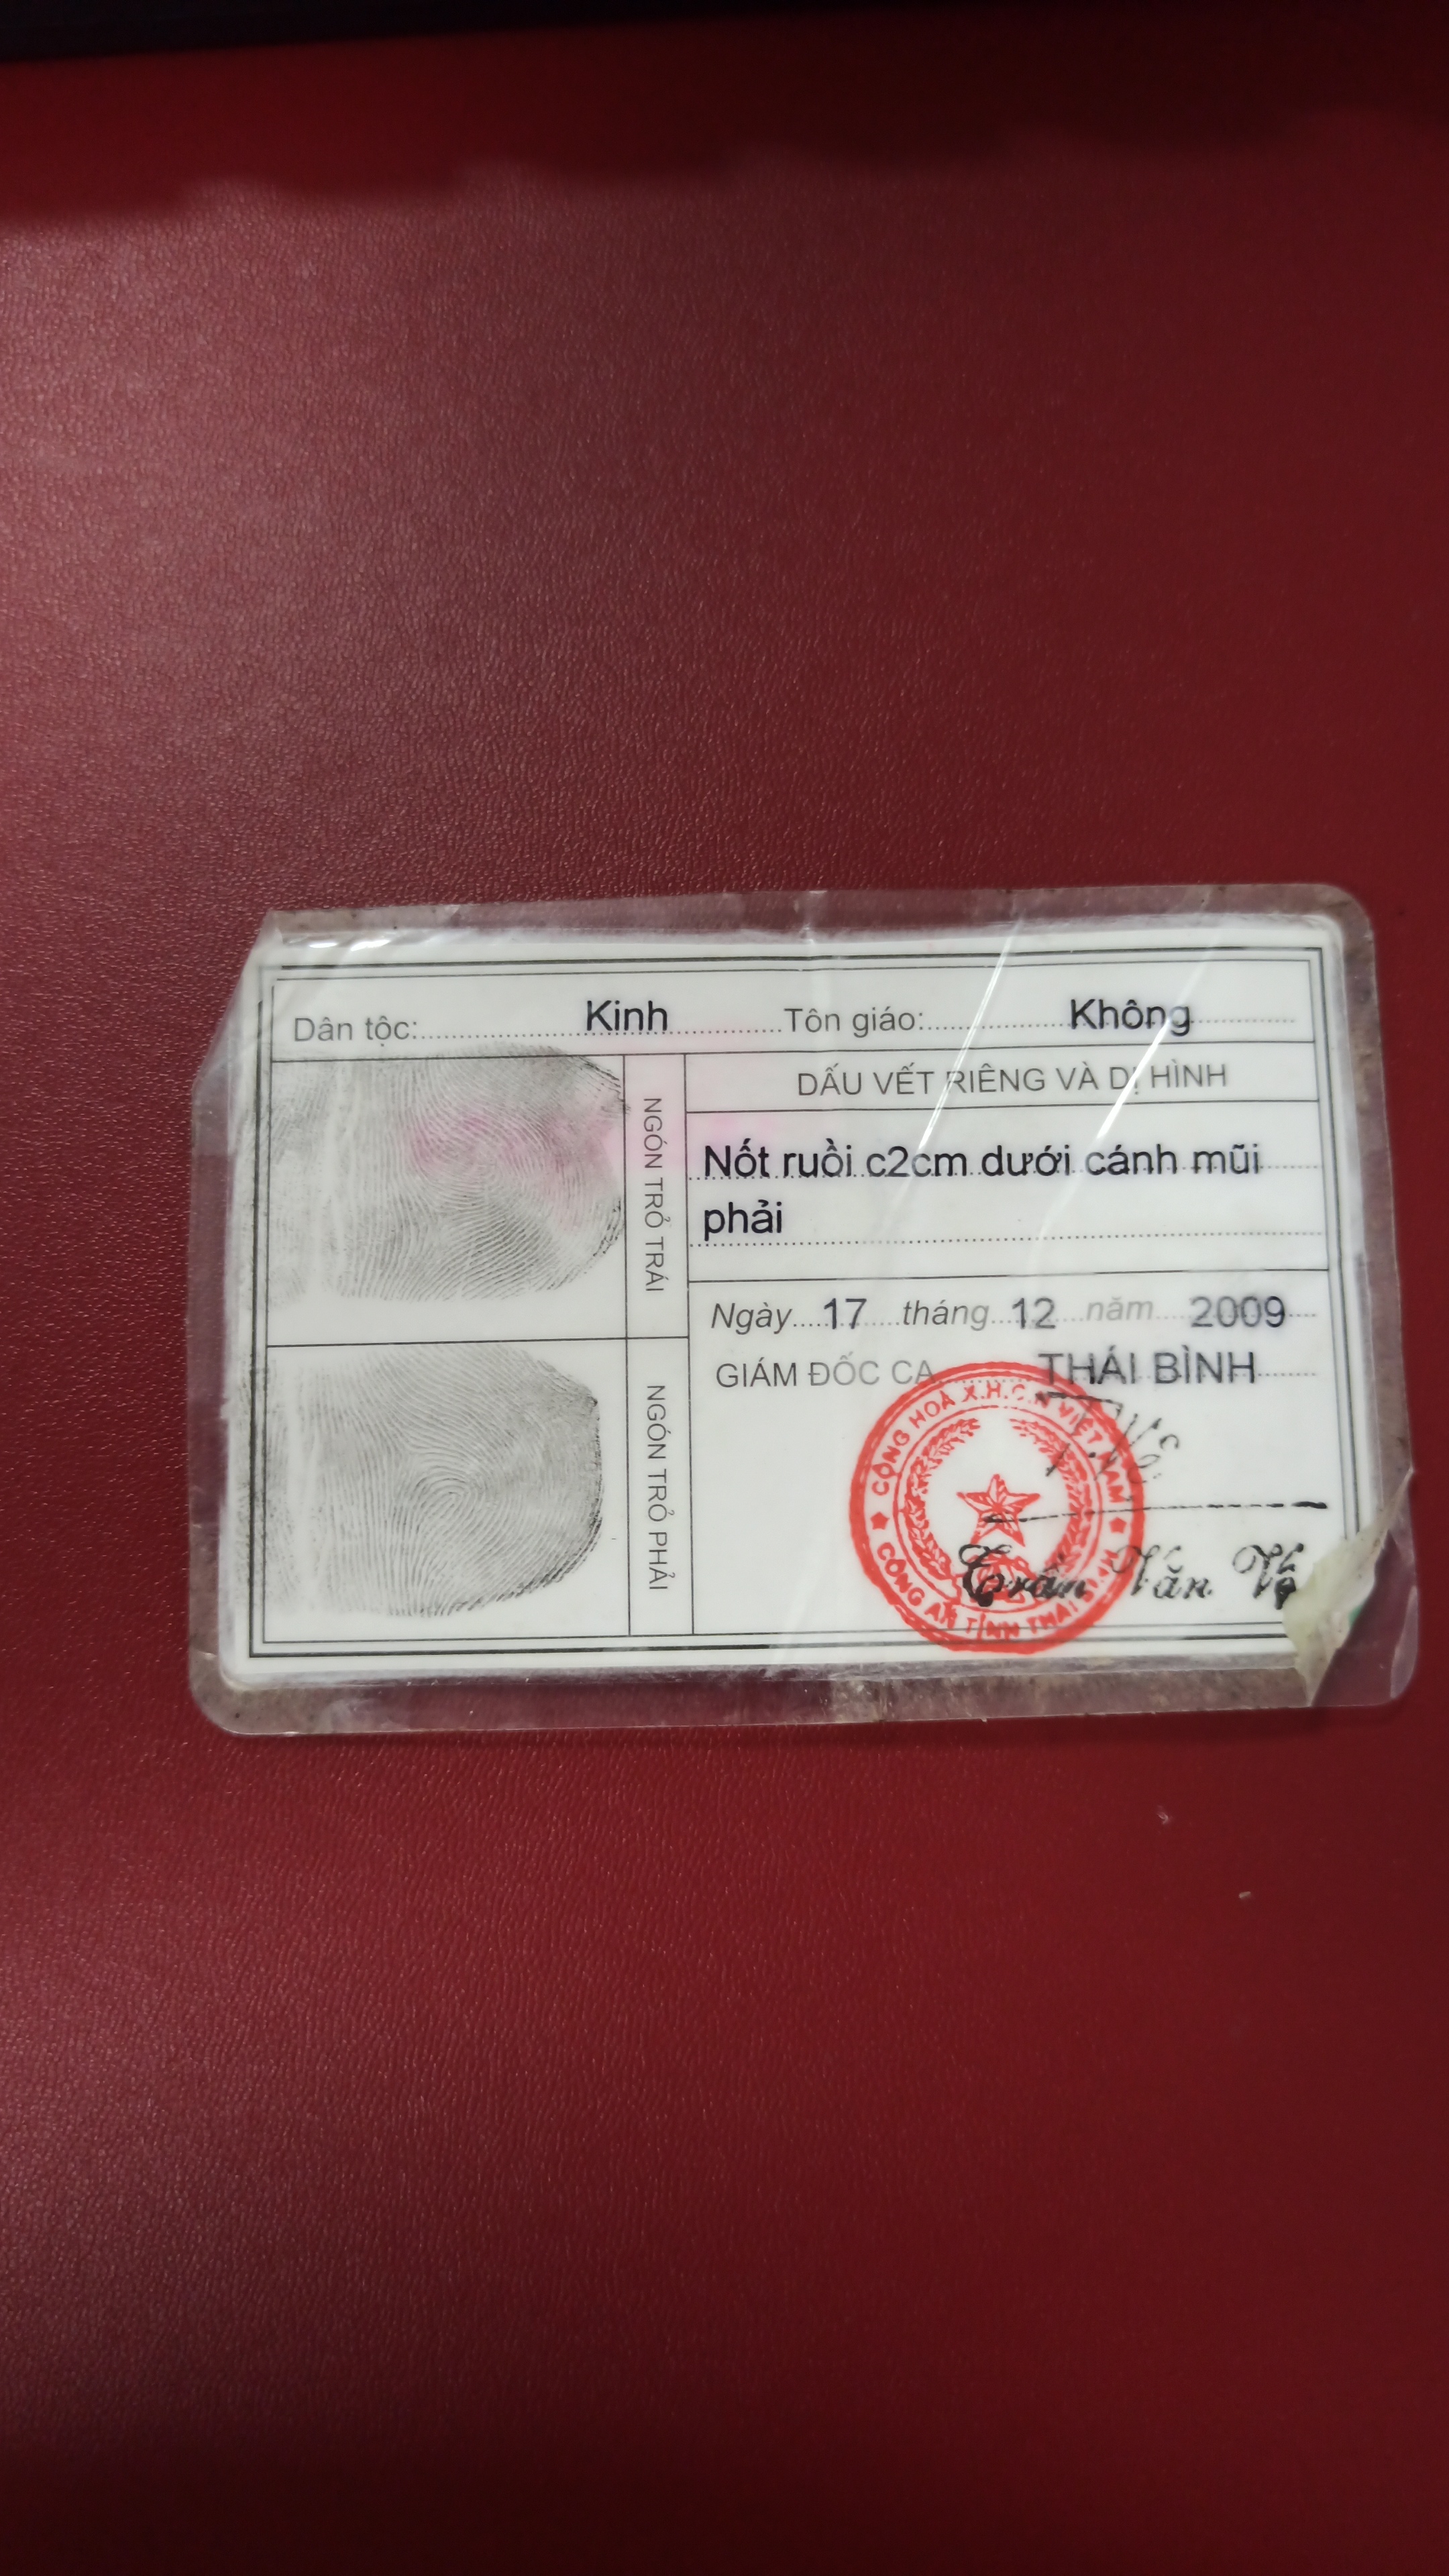 Dân tộc: Kinh Tôn giáo: Không
NGÓN TRỎ TRÁI
DẤU VẾT RIÊNG VÀ DỊ HÌNH
Nốt ruồi c2cm dưới cánh mũi
phải
Ngày 17 tháng 12 năm 2009
GIÁM ĐỐC CA THÁI BÌNH
NGÓN TRỎ PHẢI
CỘNG HOÀ X.H.C.N VIỆT NAM
CÔNG AN TỈNH THÁI BÌNH
Trần Văn